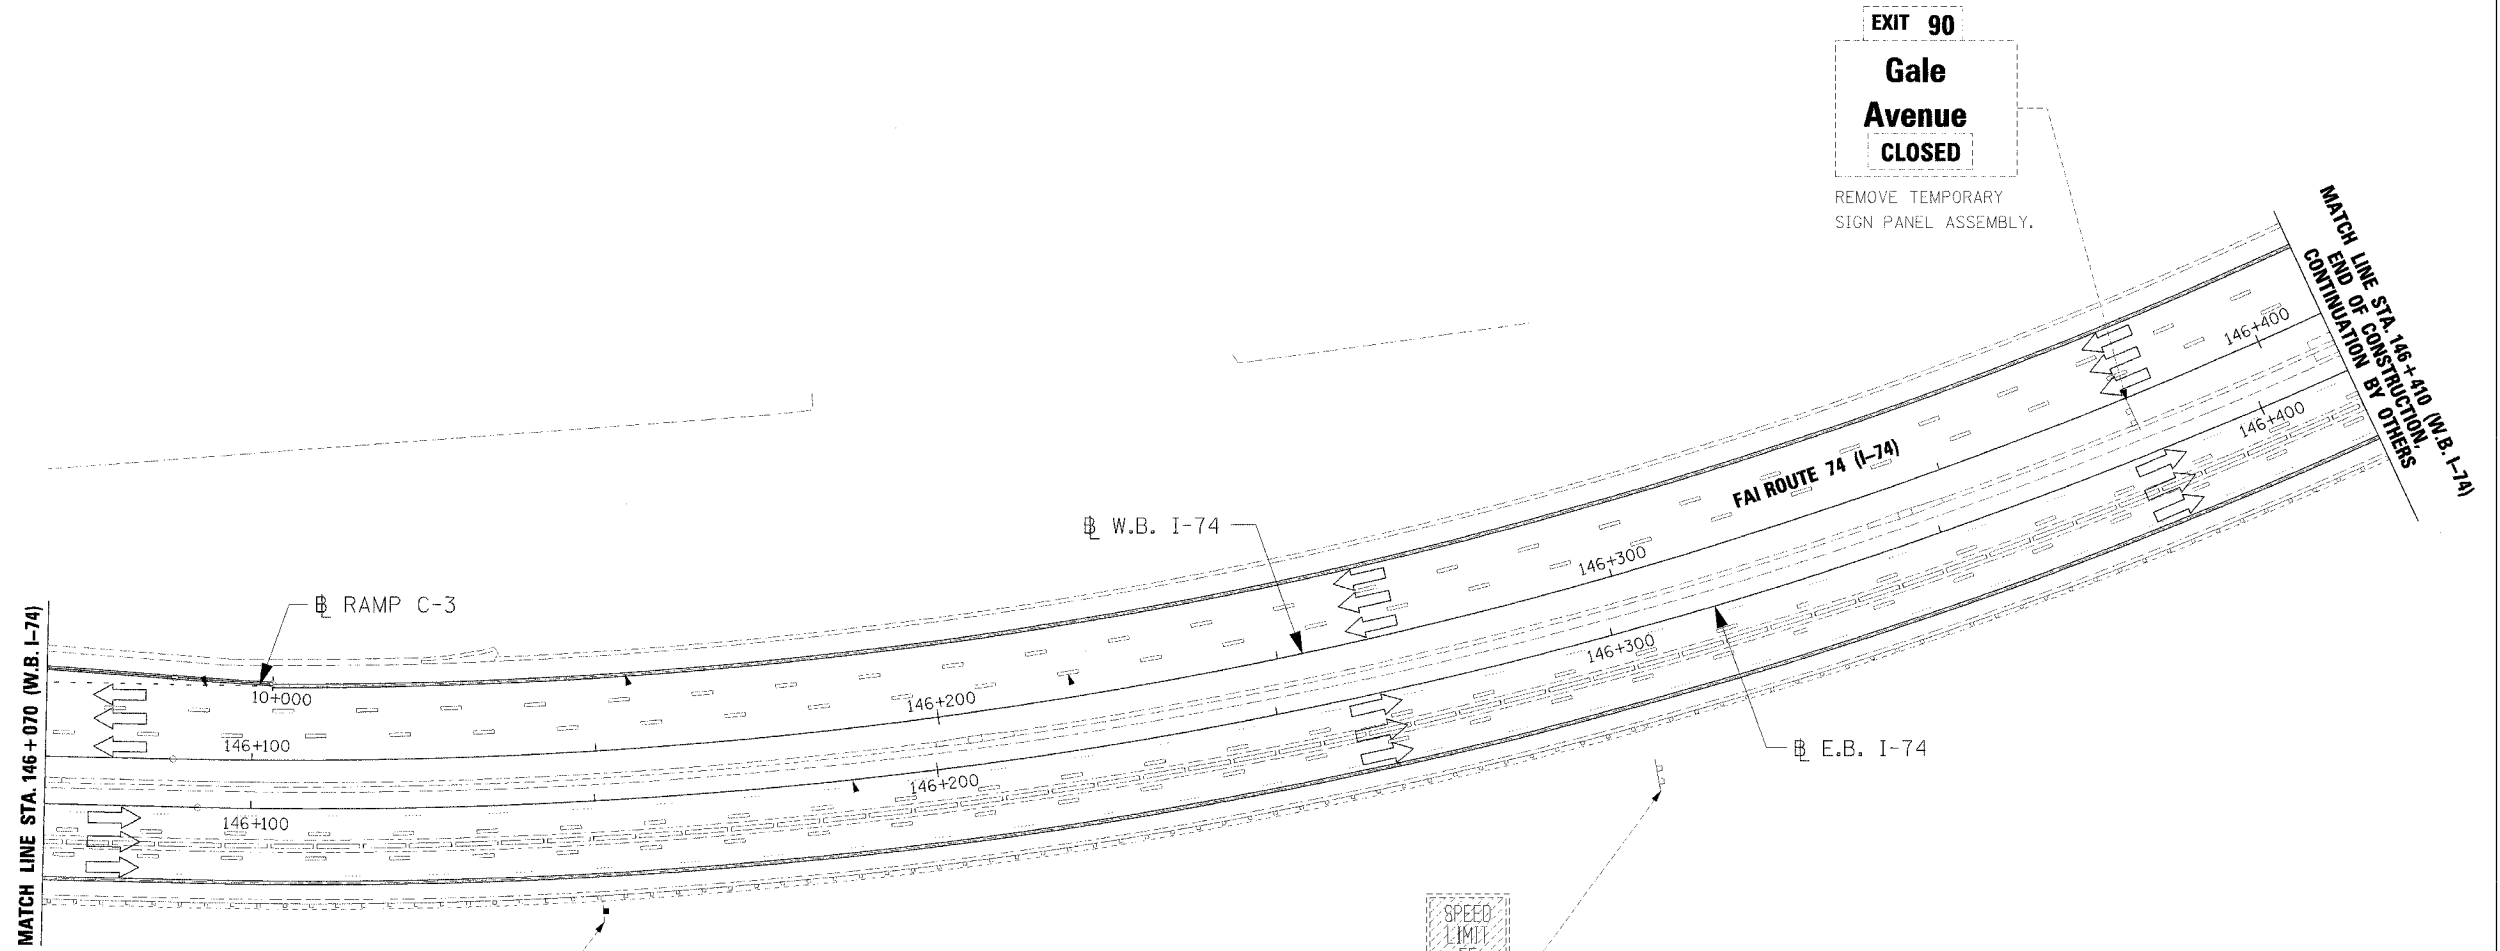 EXIT 90
Gale
Avenue
CLOSED
REMOVE TEMPORARY
SIGN PANEL ASSEMBLY.
MATCH LINE STA. 146+410 (W.B. I-74)
END OF CONSTRUCTION,
CONTINUATION BY OTHERS
146+400
146+400
FAI ROUTE 74 (I-74)
℄ W.B. I-74
146+300
146+300
℄ RAMP C-3
10+000
146+200
146+200
℄ E.B. I-74
146+100
146+100
MATCH LINE STA. 146+070 (W.B. I-74)
SPEED
LIMIT